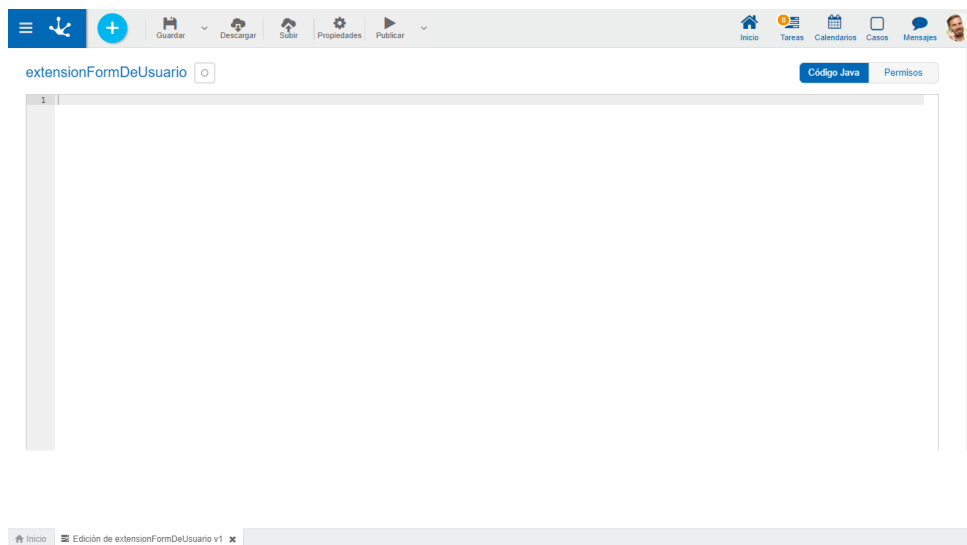 Guardar
Descargar
Subir
Propiedades
Publicar
Inicio
0
Tareas
Calendarios
Casos
Mensajes
extensionFormDeUsuario
Código Java
Permisos
1
Inicio
Edición de extensionFormDeUsuario v1